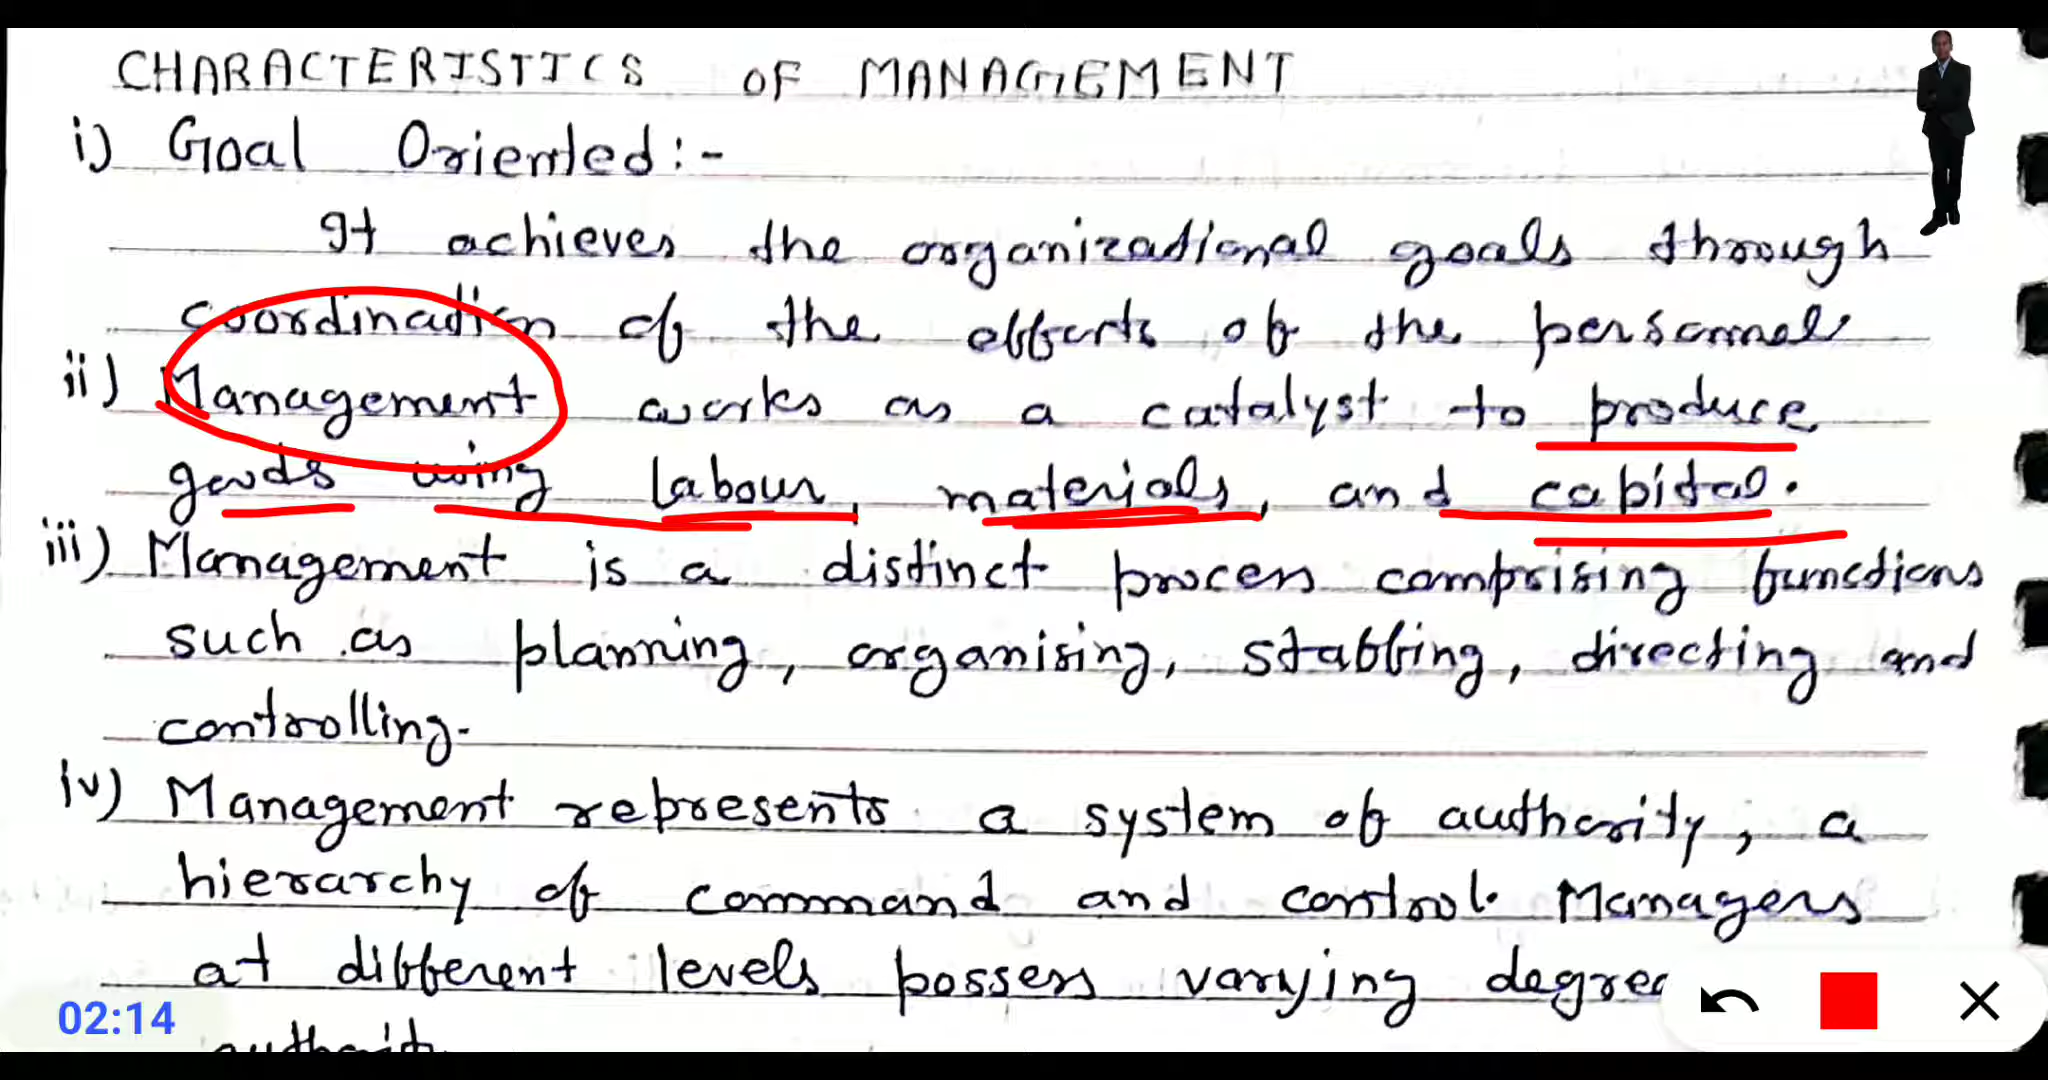 CHARACTERISTICS OF MANAGEMENT
i) Goal Oriented:-
It achieves the organizational goals through
coordination of the efforts of the personnel.
ii) Management works as a catalyst to produce
goods using labour, materials, and capital.
iii) Management is a distinct process comprising functions
such as planning, organising, staffing, directing and
controlling.
iv) Management represents a system of authority, a
hierarchy of command and control. Managers
at different levels possess varying degree
authority
02:14